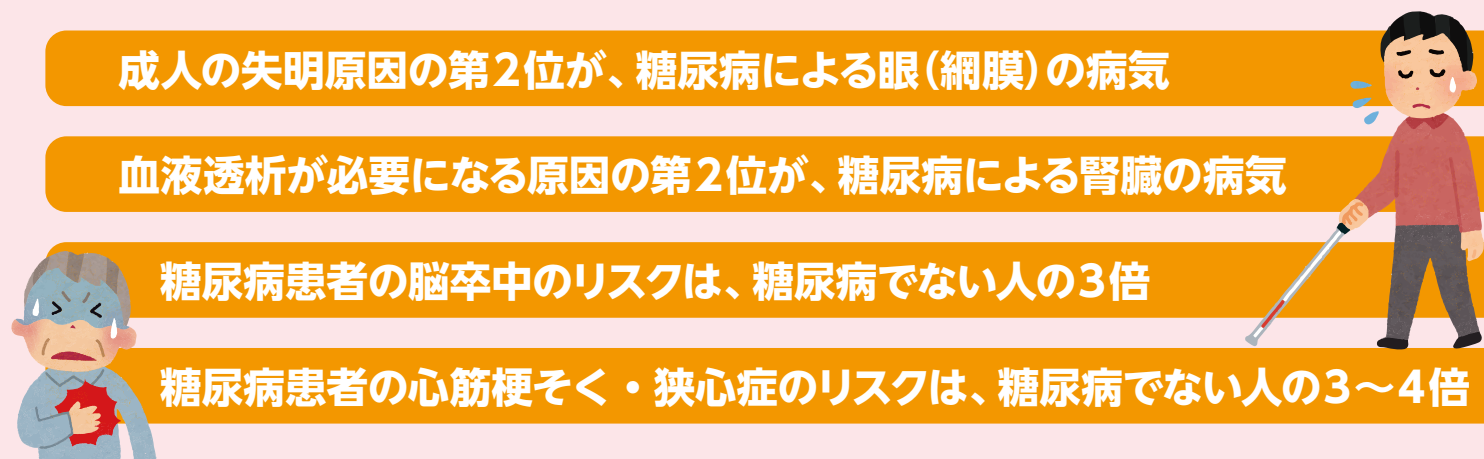 成人の失明原因の第２位が、糖尿病による眼（網膜）の病気
血液透析が必要になる原因の第２位が、糖尿病による腎臓の病気
糖尿病患者の脳卒中のリスクは、糖尿病でない人の３倍
糖尿病患者の心筋梗そく・狭心症のリスクは、糖尿病でない人の３～４倍